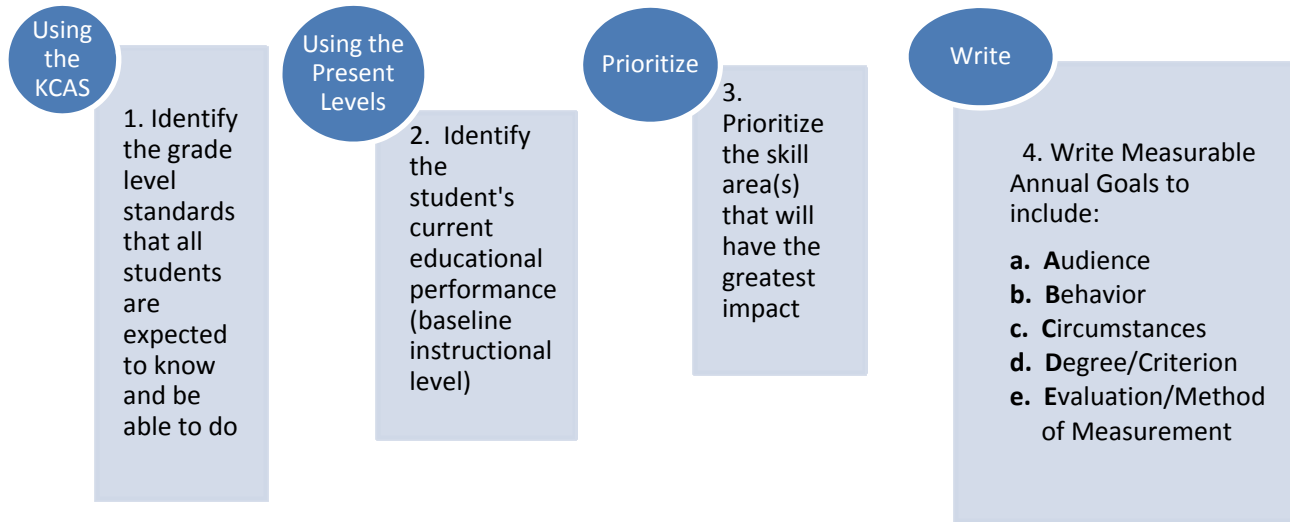 Using
the
KCAS
1. Identify
the grade
level
standards
that all
students
are
expected
to know
and be
able to do
Using the
Present
Levels
2. Identify
the
student's
current
educational
performance
(baseline
instructional
level)
Prioritize
3.
Prioritize
the skill
area(s)
that will
have the
greatest
impact
Write
4. Write Measurable
Annual Goals to
include:
a. Audience
b. Behavior
c. Circumstances
d. Degree/Criterion
e. Evaluation/Method
of Measurement